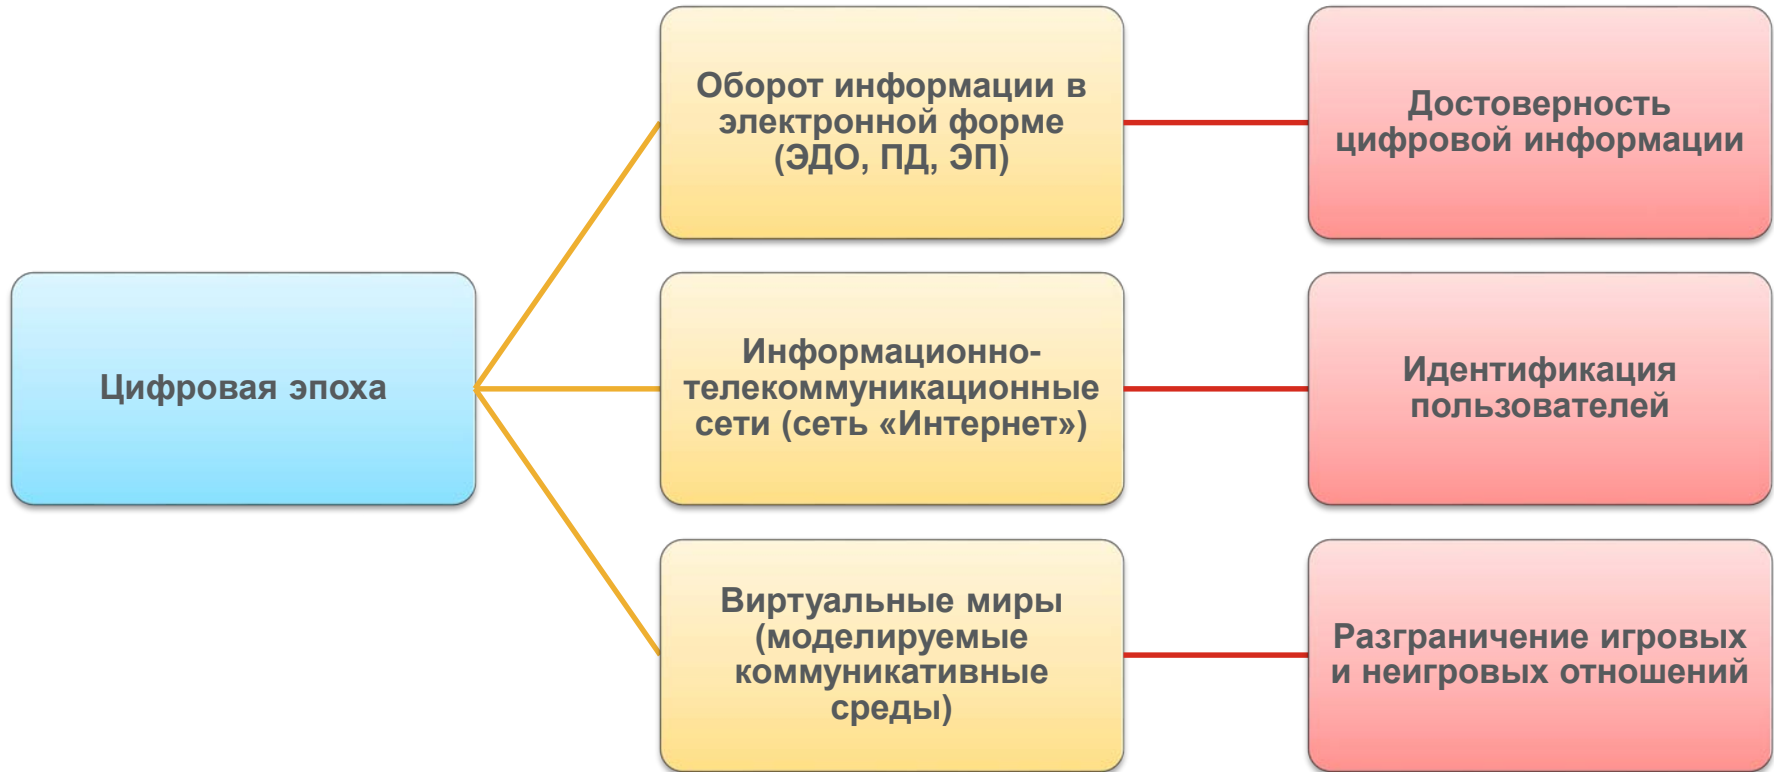 Оборот информации в
электронной форме
(ЭДО, ПД, ЭП)
Достоверность
цифровой информации
Цифровая эпоха
Информационно-
телекоммуникационные
сети (сеть «Интернет»)
Идентификация
пользователей
Виртуальные миры
(моделируемые
коммуникативные
среды)
Разграничение игровых
и неигровых отношений